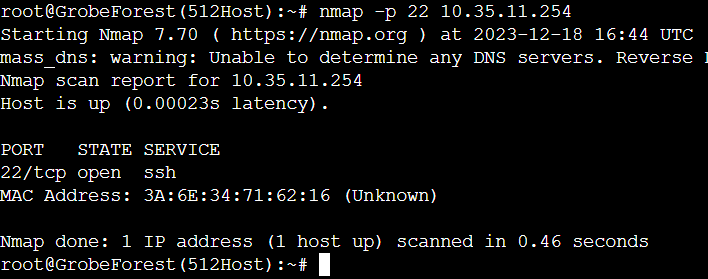 root@GrobeForest(512Host):~# nmap -p 22 10.35.11.254
Starting Nmap 7.70 ( https://nmap.org ) at 2023-12-18 16:44 UTC
mass_dns: warning: Unable to determine any DNS servers. Reverse
Nmap scan report for 10.35.11.254
Host is up (0.00023s latency).
PORT   STATE SERVICE
22/tcp open  ssh
MAC Address: 3A:6E:34:71:62:16 (Unknown)
Nmap done: 1 IP address (1 host up) scanned in 0.46 seconds
root@GrobeForest(512Host):~#